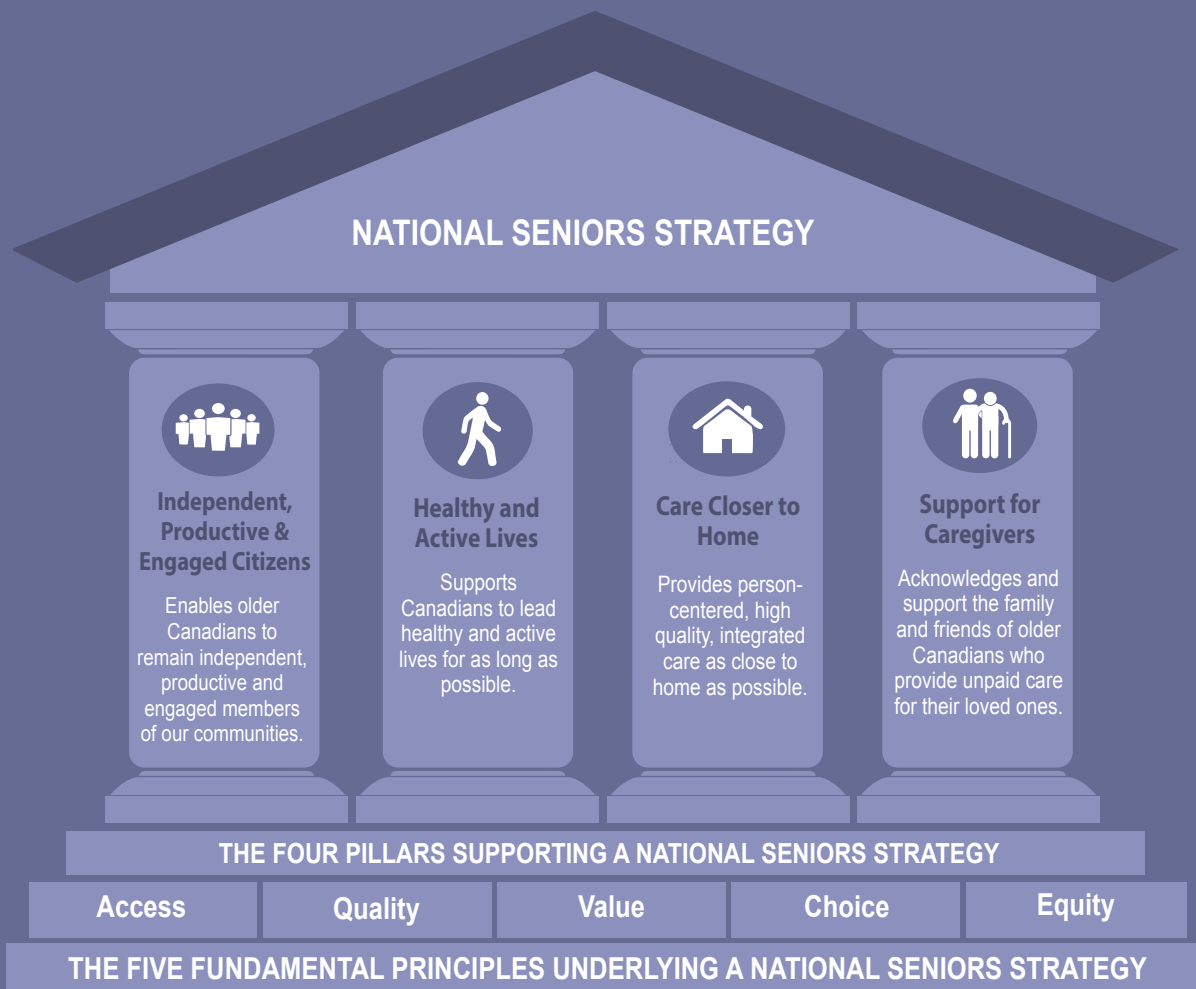 NATIONAL SENIORS STRATEGY
Independent,
Productive &
Engaged Citizens
Enables older
Canadians to
remain independent,
productive and
engaged members
of our communities.
Healthy and
Active Lives
Supports
Canadians to lead
healthy and active
lives for as long as
possible.
Care Closer to
Home
Provides person-
centered, high
quality, integrated
care as close to
home as possible.
Support for
Caregivers
Acknowledges and
support the family
and friends of older
Canadians who
provide unpaid care
for their loved ones.
THE FOUR PILLARS SUPPORTING A NATIONAL SENIORS STRATEGY
Access
Quality
Value
Choice
Equity
THE FIVE FUNDAMENTAL PRINCIPLES UNDERLYING A NATIONAL SENIORS STRATEGY